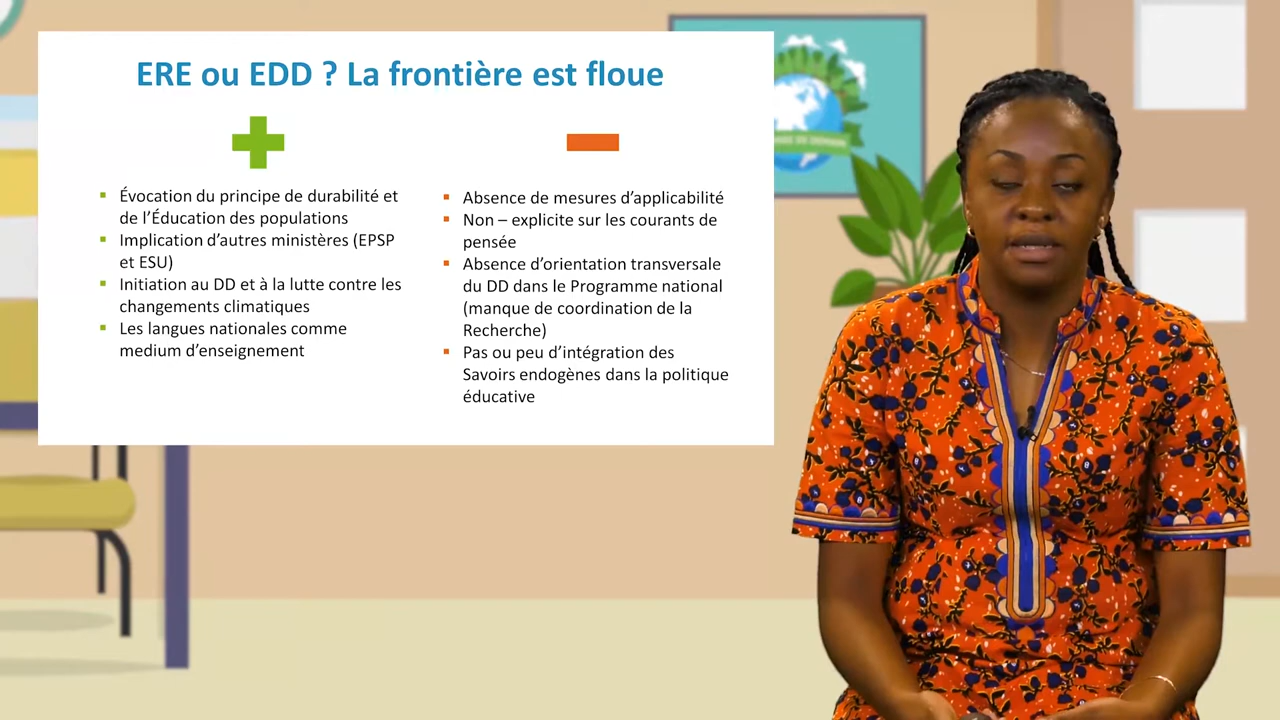 ERE ou EDD ? La frontière est floue
Évocation du principe de durabilité et
de l’Éducation des populations
Implication d’autres ministères (EPSP
et ESU)
Initiation au DD et à la lutte contre les
changements climatiques
Les langues nationales comme
medium d’enseignement
Absence de mesures d’applicabilité
Non – explicite sur les courants de
pensée
Absence d’orientation transversale
du DD dans le Programme national
(manque de coordination de la
Recherche)
Pas ou peu d’intégration des
Savoirs endogènes dans la politique
éducative